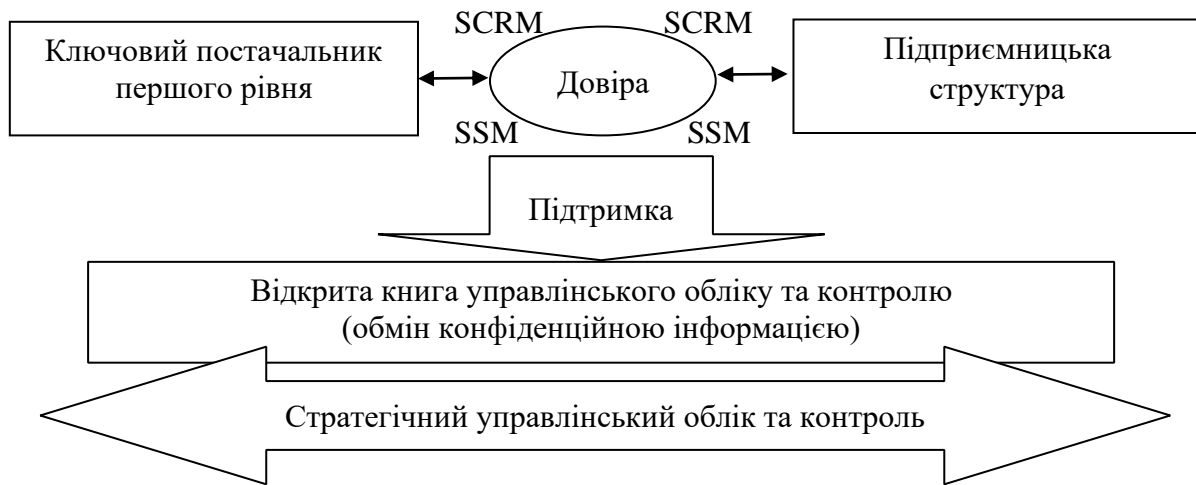 SCRM SCRM
Ключовий постачальник
першого рівня
Довіра
Підприємницька
структура
SSM SSM
Підтримка
Відкрита книга управлінського обліку та контролю
(обмін конфіденційною інформацією)
Стратегічний управлінський облік та контроль